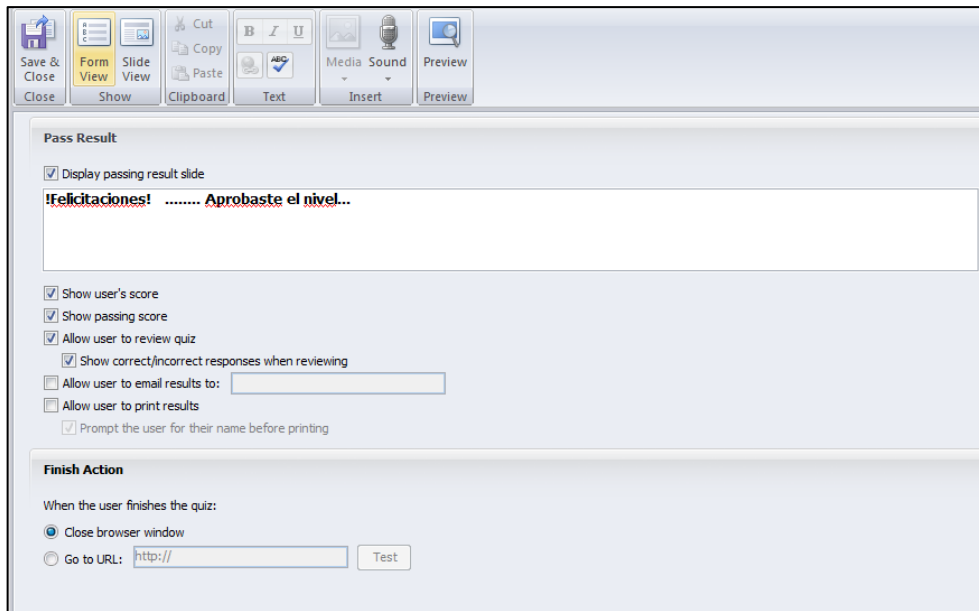 Save & Close
Form View
Slide View
Cut
Copy
Paste
B I U
ABC
Media
Sound
Preview
Close
Show
Clipboard
Text
Insert
Preview
Pass Result
Display passing result slide
!Felicitaciones! ........ Aprobaste el nivel...
Show user's score
Show passing score
Allow user to review quiz
Show correct/incorrect responses when reviewing
Allow user to email results to:
Allow user to print results
Prompt the user for their name before printing
Finish Action
When the user finishes the quiz:
Close browser window
Go to URL: http:// Test